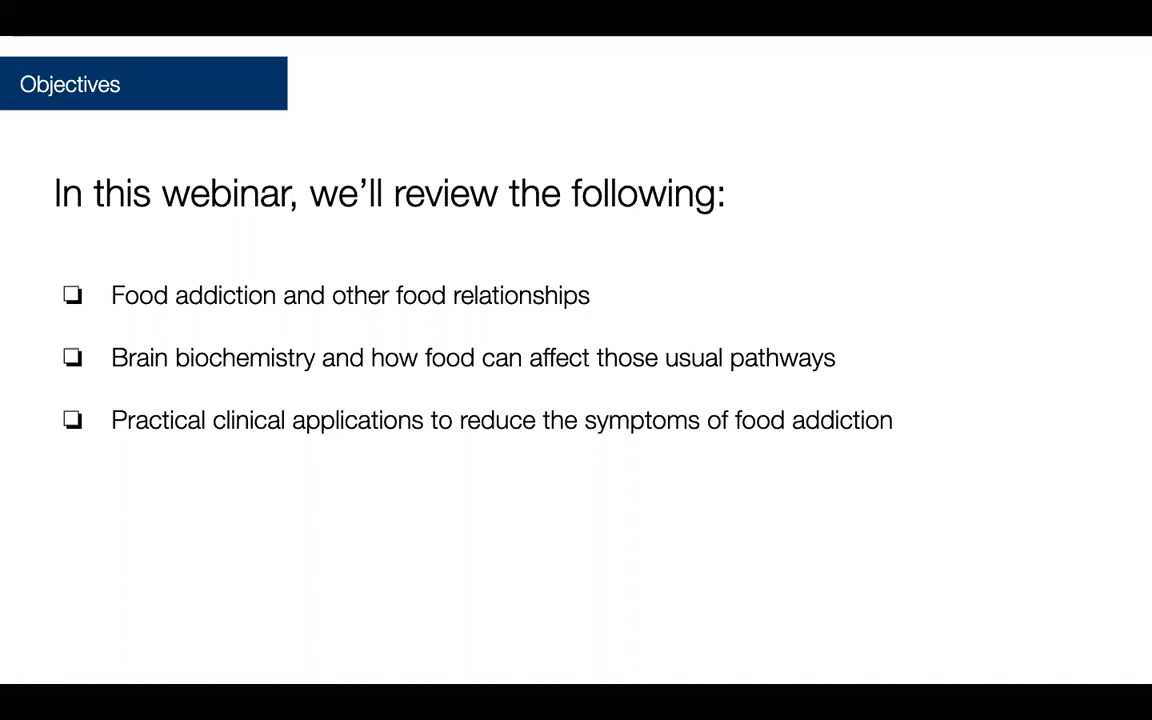 Objectives
In this webinar, we’ll review the following:
❏ Food addiction and other food relationships
❏ Brain biochemistry and how food can affect those usual pathways
❏ Practical clinical applications to reduce the symptoms of food addiction